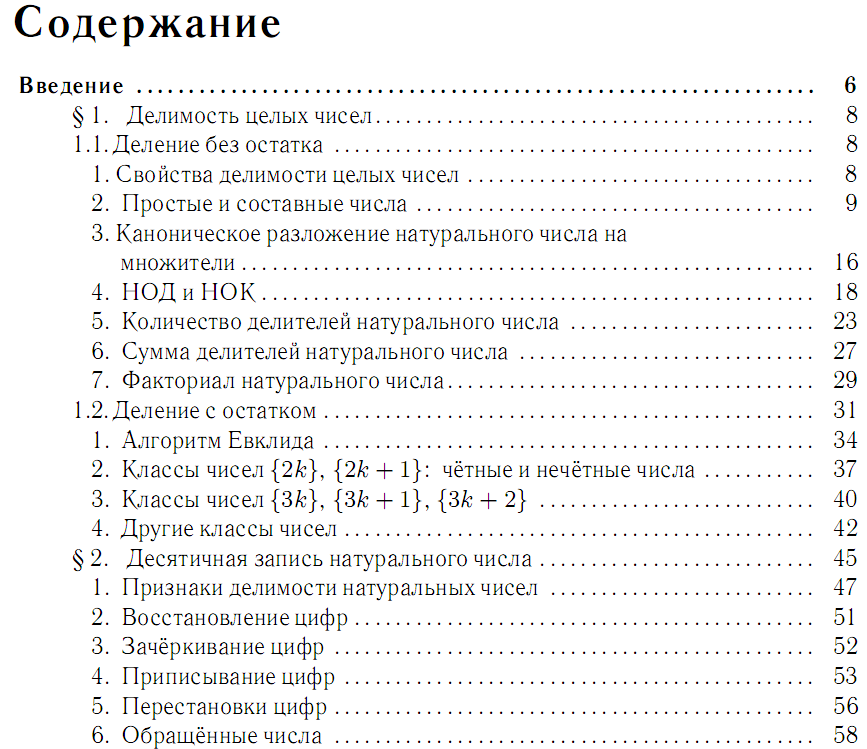 Содержание
Введение ............................................................ 6
§ 1. Делимость целых чисел ............................................................ 8
1.1. Деление без остатка ............................................................ 8
1. Свойства делимости целых чисел ............................................................ 8
2. Простые и составные числа ............................................................ 9
3. Каноническое разложение натурального числа на
множители ............................................................ 16
4. НОД и НОК ............................................................ 18
5. Количество делителей натурального числа ............................................................ 23
6. Сумма делителей натурального числа ............................................................ 27
7. Факториал натурального числа ............................................................ 29
1.2. Деление с остатком ............................................................ 31
1. Алгоритм Евклида ............................................................ 34
2. Классы чисел {2k}, {2k + 1}: чётные и нечётные числа ............................................................ 37
3. Классы чисел {3k}, {3k + 1}, {3k + 2} ............................................................ 40
4. Другие классы чисел ............................................................ 42
§ 2. Десятичная запись натурального числа ............................................................ 45
1. Признаки делимости натуральных чисел ............................................................ 47
2. Восстановление цифр ............................................................ 51
3. Зачёркивание цифр ............................................................ 52
4. Приписывание цифр ............................................................ 53
5. Перестановки цифр ............................................................ 56
6. Обращённые числа ............................................................ 58